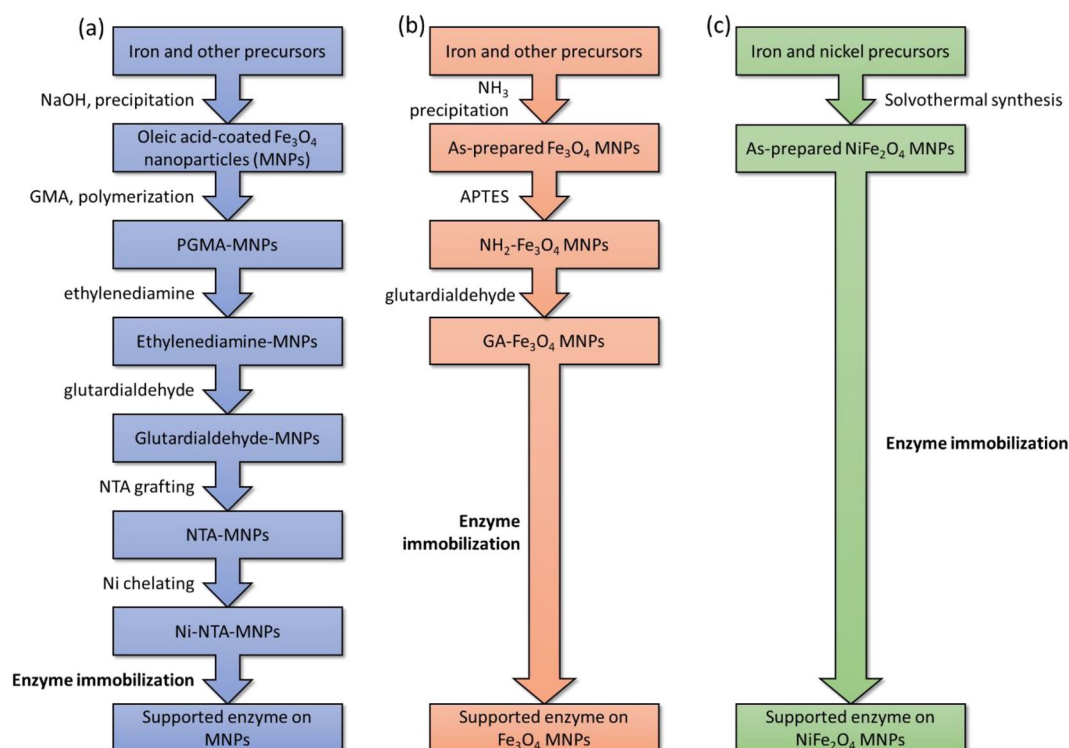 (a)
Iron and other precursors
NaOH, precipitation
Oleic acid-coated Fe₃O₄
nanoparticles (MNPs)
GMA, polymerization
PGMA-MNPs
ethylenediamine
Ethylenediamine-MNPs
glutardialdehyde
Glutardialdehyde-MNPs
NTA grafting
NTA-MNPs
Ni chelating
Ni-NTA-MNPs
Enzyme immobilization
Supported enzyme on
MNPs
(b)
Iron and other precursors
NH₃
precipitation
As-prepared Fe₃O₄ MNPs
APTES
NH₂-Fe₃O₄ MNPs
glutardialdehyde
GA-Fe₃O₄ MNPs
Enzyme
immobilization
Supported enzyme on
Fe₃O₄ MNPs
(c)
Iron and nickel precursors
Solvothermal synthesis
As-prepared NiFe₂O₄ MNPs
Enzyme immobilization
Supported enzyme on
NiFe₂O₄ MNPs